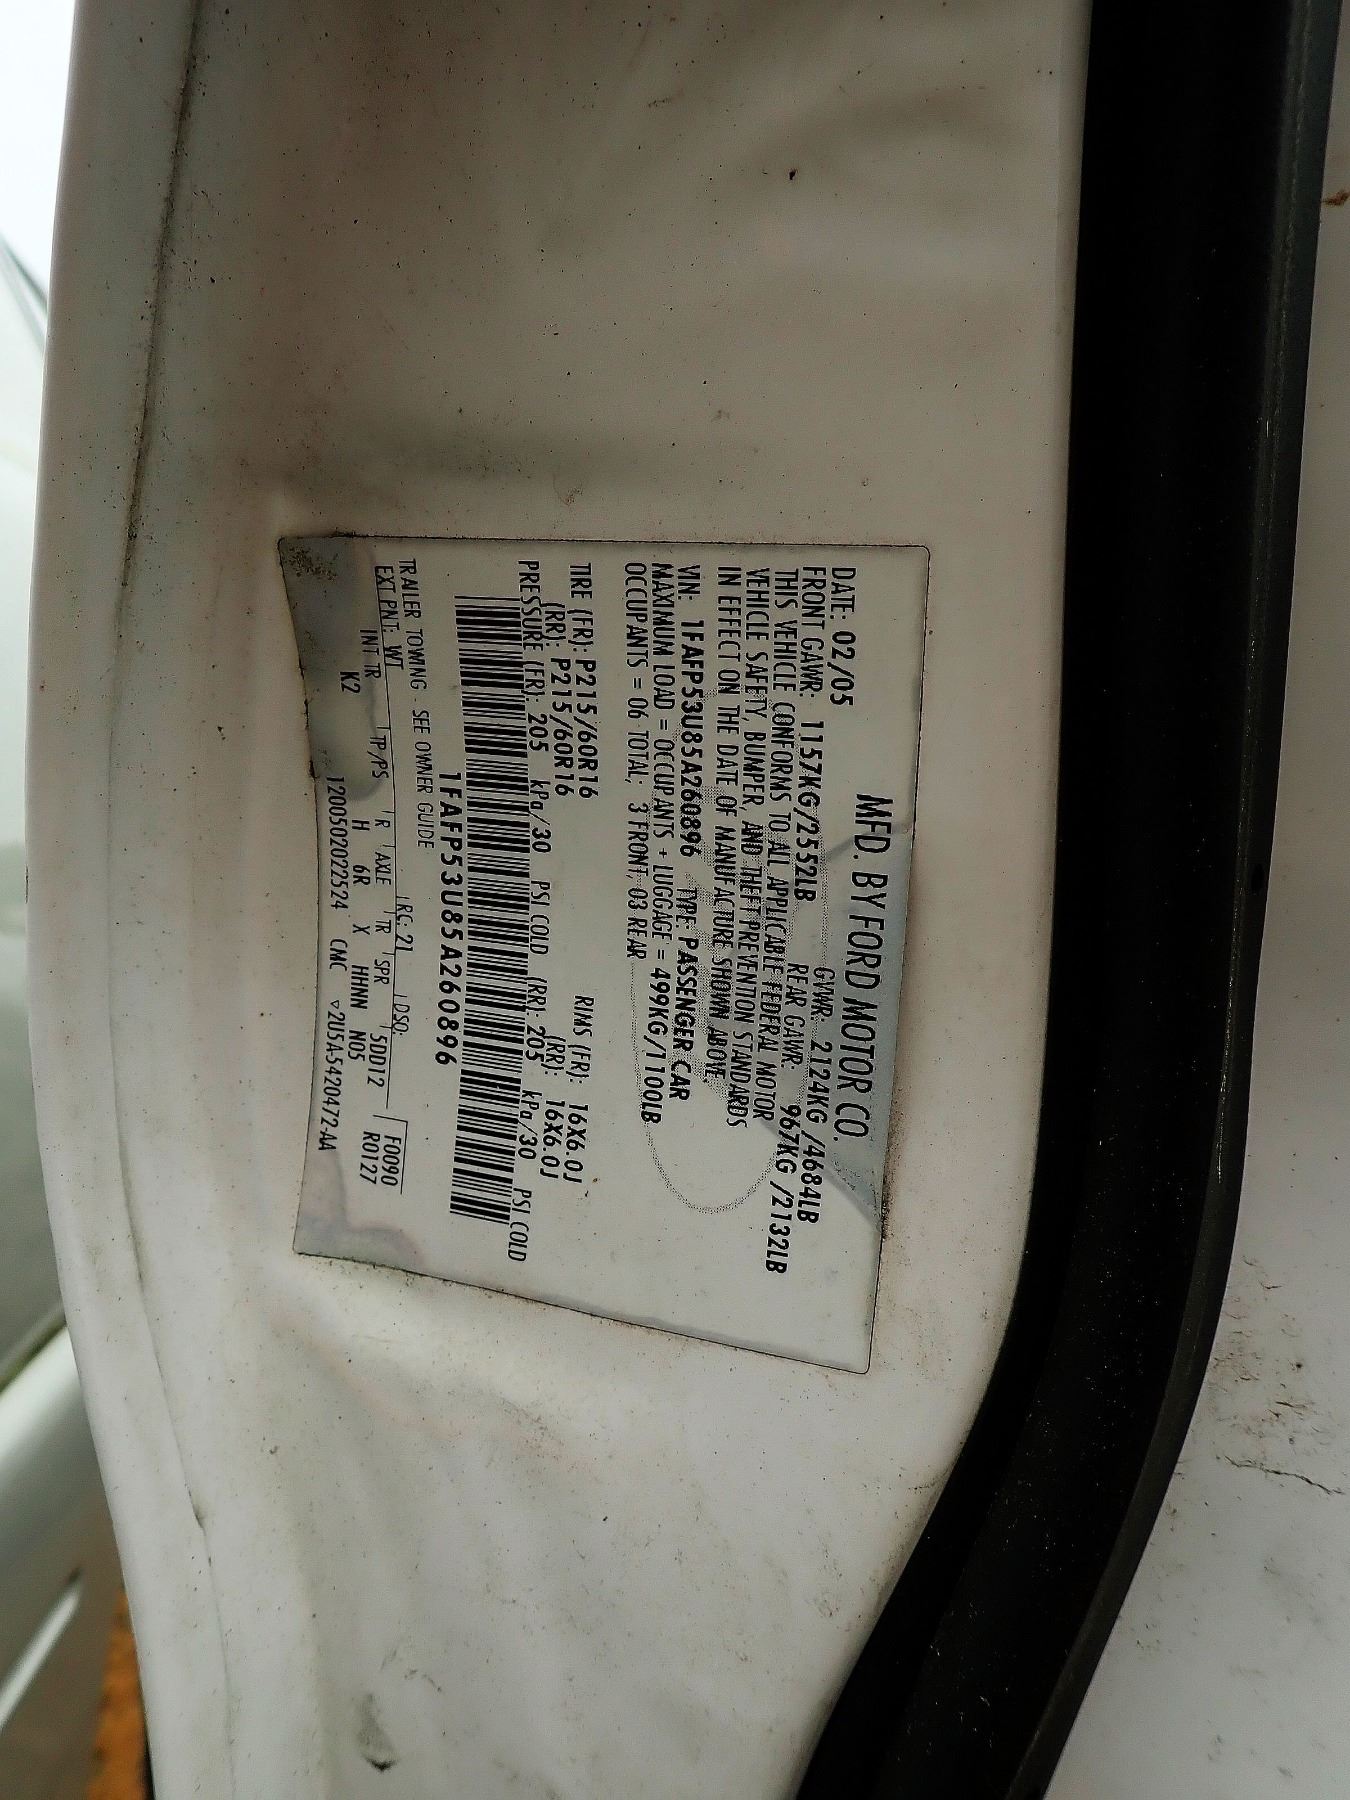 MFD. BY FORD MOTOR CO.
DATE: 02/05 GVWR: 2124KG /4684LB
FRONT GAWR: 1157KG/2552LB REAR GAWR: 967KG /2132LB
THIS VEHICLE CONFORMS TO ALL APPLICABLE FEDERAL MOTOR
VEHICLE SAFETY, BUMPER, AND THEFT PREVENTION STANDARDS
IN EFFECT ON THE DATE OF MANUFACTURE SHOWN ABOVE.
VIN: 1FAFP53U85A260896 TYPE: PASSENGER CAR
MAXIMUM LOAD = OCCUPANTS + LUGGAGE = 499KG/1100LB
OCCUPANTS = 06 TOTAL; 3 FRONT, 03 REAR
TIRE (FR): P215/60R16 RIMS (FR): 16X6.0J
(RR): P215/60R16 (RR): 16X6.0J
PRESSURE (FR): 205 kPa/30 PSI COLD (RR): 205 kPa/30 PSI COLD
1FAFP53U85A260896
TRAILER TOWING - SEE OWNER GUIDE
EXT PNT: WT RC: 21 DSO: F0090
INT TR TP/PS R AXLE TR SPR 5DD12 R0127
K2 H 6R X HHNN N05
1200502022524 CMC ▽2U5A-5420472-AA